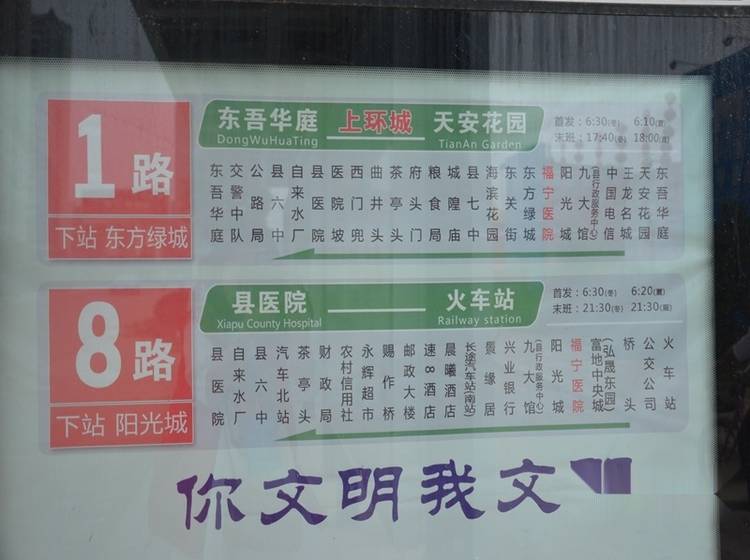 1路
下站 东方绿城
东吾华庭 上环城 天安花园
DongWuHuaTing TianAn Garden
首发：6:30(冬) 6:10(夏)
末班：17:40(冬) 18:00(夏)
东吾华庭
交警中队
公路局
县六中
自来水厂
县医院
医院坡
西门兜
曲井头
茶亭头
府头门
粮食局
城隍庙
县七中
海滨花园
东关街
东方绿城
福宁医院
阳光城
九大馆
(县行政服务中心)
中国电信
王龙名城
天安花园
东吾华庭
8路
下站 阳光城
县医院 火车站
Xiapu County Hospital Railway station
首发：6:30(冬) 6:20(夏)
末班：21:30(冬) 21:30(夏)
县医院
自来水厂
县六中
汽车北站
茶亭头
财政局
农村信用社
永辉超市
赐作桥
邮政大楼
速8酒店
晨曦酒店
(长途汽车站南站)
景缘居
兴业银行
九大馆
(县行政服务中心)
阳光城
福宁医院
富地中央城
(弘晟东园)
桥头
公交公司
火车站
你文明我文